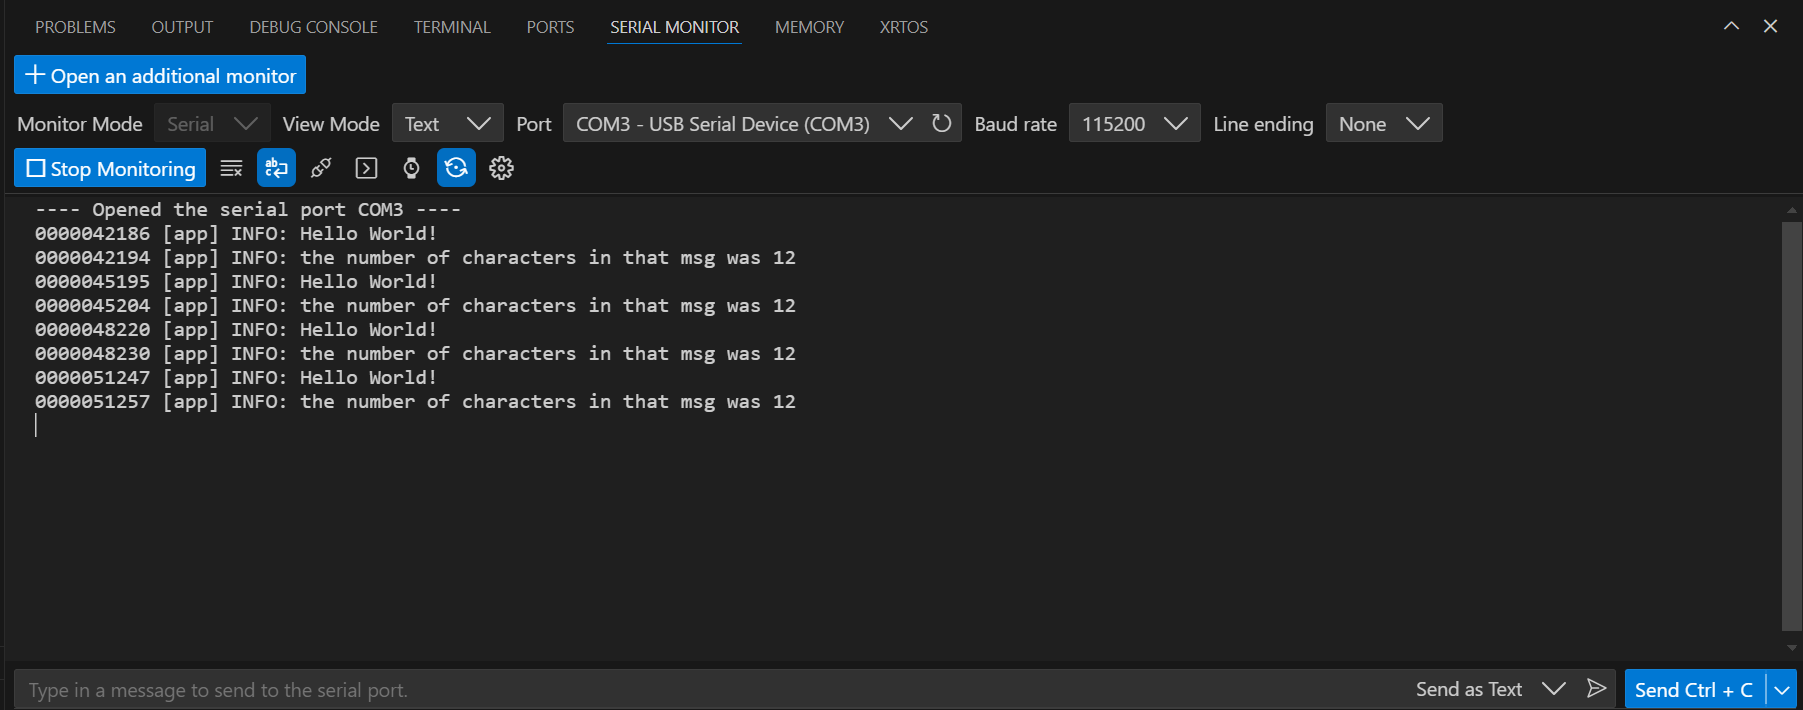 PROBLEMS OUTPUT DEBUG CONSOLE TERMINAL PORTS SERIAL MONITOR MEMORY XRTOS
Open an additional monitor
Monitor Mode Serial View Mode Text Port COM3 - USB Serial Device (COM3) Baud rate 115200 Line ending None
Stop Monitoring
---- Opened the serial port COM3 ----
0000042186 [app] INFO: Hello World!
0000042194 [app] INFO: the number of characters in that msg was 12
0000045195 [app] INFO: Hello World!
0000045204 [app] INFO: the number of characters in that msg was 12
0000048220 [app] INFO: Hello World!
0000048230 [app] INFO: the number of characters in that msg was 12
0000051247 [app] INFO: Hello World!
0000051257 [app] INFO: the number of characters in that msg was 12
Type in a message to send to the serial port. Send as Text Send Ctrl + C